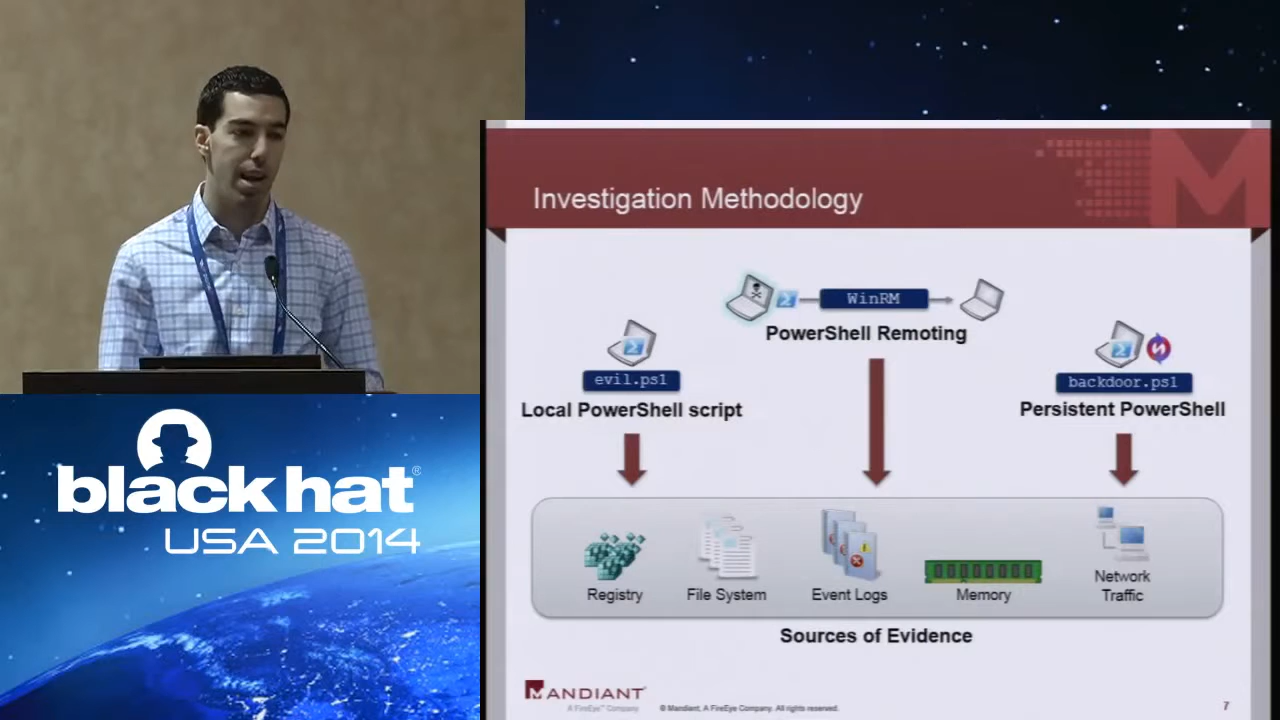 Investigation Methodology
WinRM
PowerShell Remoting
evil.ps1
Local PowerShell script
backdoor.ps1
Persistent PowerShell
Registry
File System
Event Logs
Memory
Network
Traffic
Sources of Evidence
MANDIANT
A FireEye™ Company
© Mandiant, A FireEye Company. All rights reserved.
7
black hat®
USA 2014